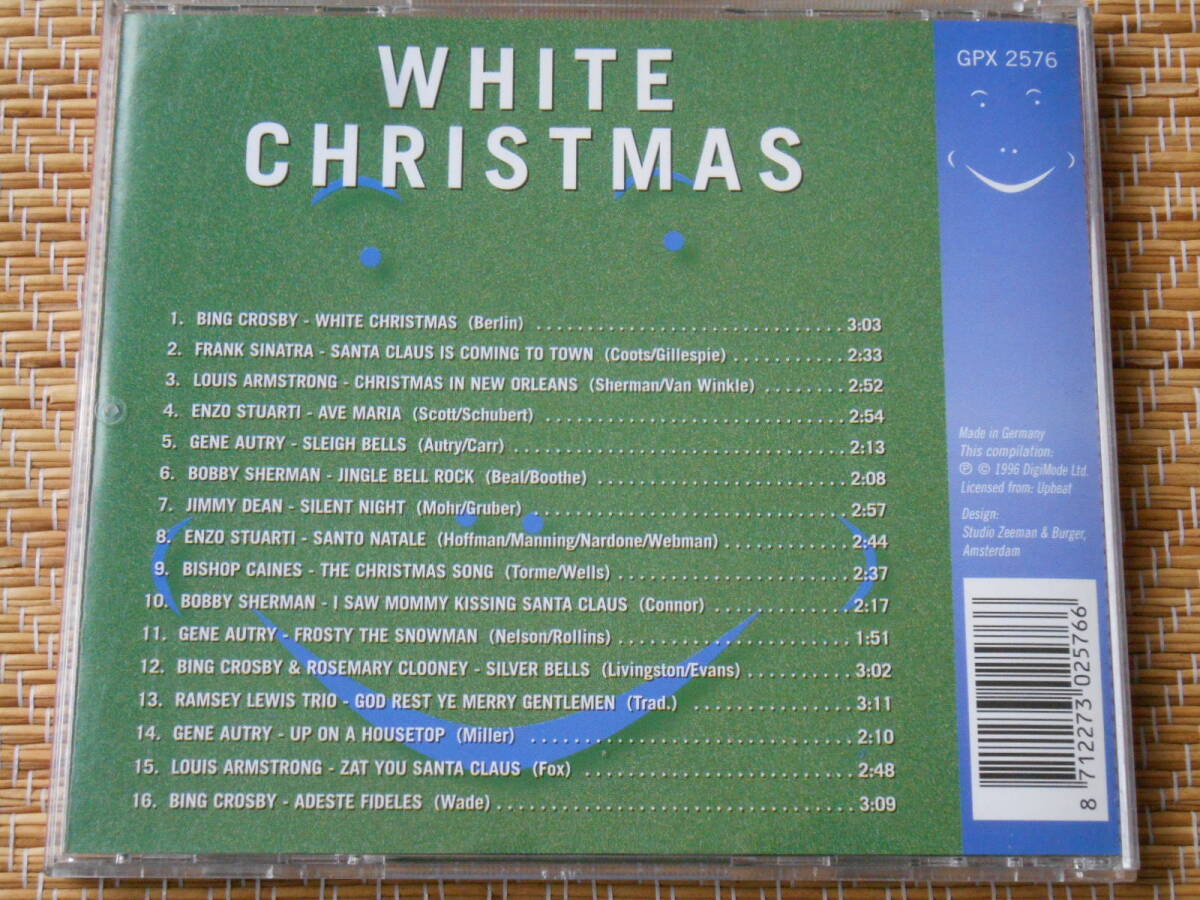 WHITE
CHRISTMAS
1. BING CROSBY - WHITE CHRISTMAS (Berlin) 3:03
2. FRANK SINATRA - SANTA CLAUS IS COMING TO TOWN (Coots/Gillespie) 2:33
3. LOUIS ARMSTRONG - CHRISTMAS IN NEW ORLEANS (Sherman/Van Winkle) 2:52
4. ENZO STUARTI - AVE MARIA (Scott/Schubert) 2:54
5. GENE AUTRY - SLEIGH BELLS (Autry/Carr) 2:13
6. BOBBY SHERMAN - JINGLE BELL ROCK (Beal/Boothe) 2:08
7. JIMMY DEAN - SILENT NIGHT (Mohr/Gruber) 2:57
8. ENZO STUARTI - SANTO NATALE (Hoffman/Manning/Nardone/Webman) 2:44
9. BISHOP CAINES - THE CHRISTMAS SONG (Torme/Wells) 2:37
10. BOBBY SHERMAN - I SAW MOMMY KISSING SANTA CLAUS (Connor) 2:17
11. GENE AUTRY - FROSTY THE SNOWMAN (Nelson/Rollins) 1:51
12. BING CROSBY & ROSEMARY CLOONEY - SILVER BELLS (Livingston/Evans) 3:02
13. RAMSEY LEWIS TRIO - GOD REST YE MERRY GENTLEMEN (Trad.) 3:11
14. GENE AUTRY - UP ON A HOUSETOP (Miller) 2:10
15. LOUIS ARMSTRONG - ZAT YOU SANTA CLAUS (Fox) 2:48
16. BING CROSBY - ADESTE FIDELES (Wade) 3:09
GPX 2576
Made in Germany
This compilation:
℗ © 1996 DigiMode Ltd.
Licensed from: Upbeat
Design:
Studio Zeeman & Burger,
Amsterdam
8 712273 025766